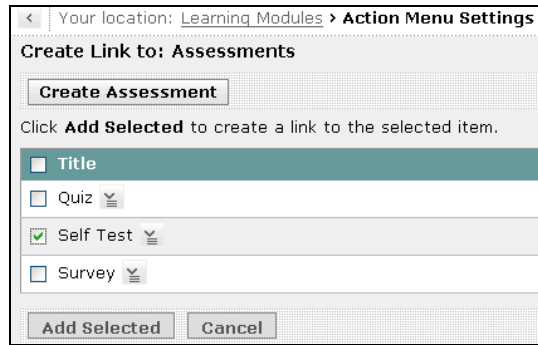 Your location: Learning Modules › Action Menu Settings
Create Link to: Assessments
Create Assessment
Click Add Selected to create a link to the selected item.
Title
Quiz
Self Test
Survey
Add Selected Cancel